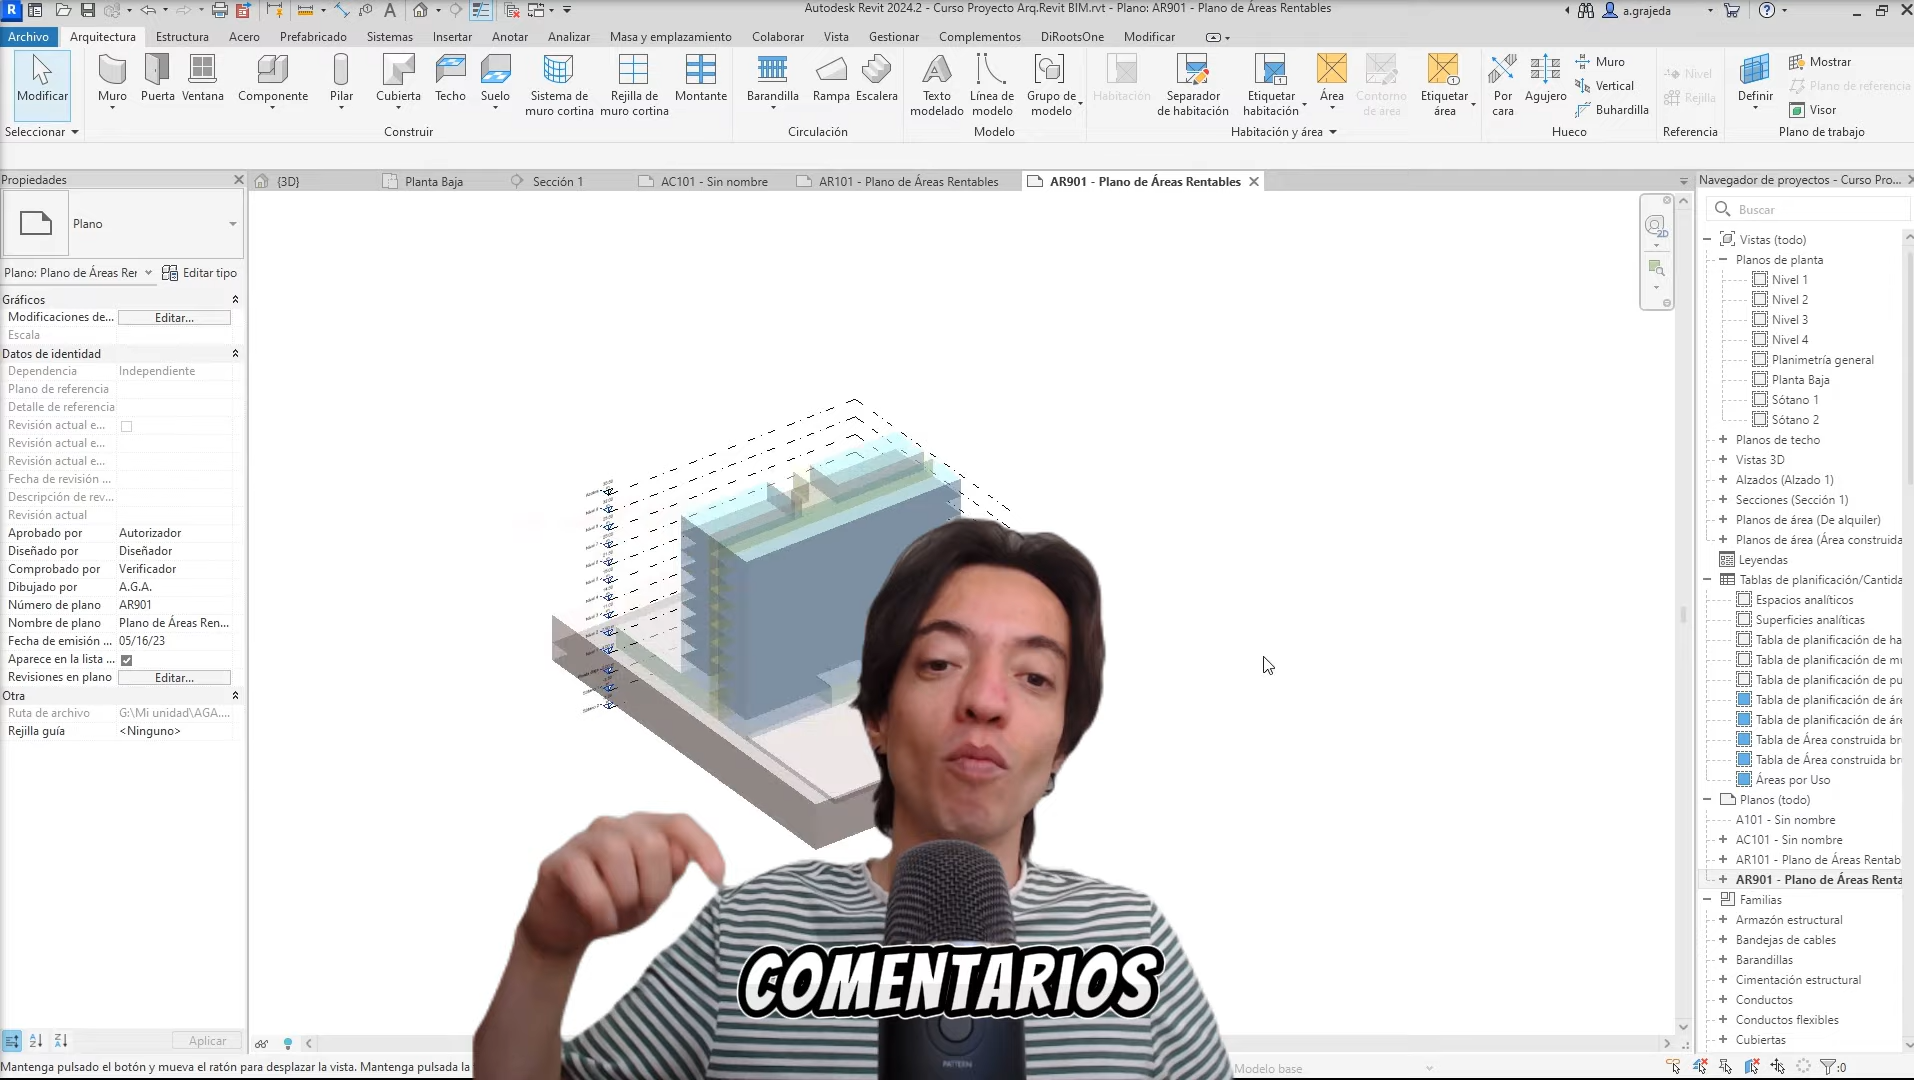 Autodesk Revit 2024.2 - Curso Proyecto Arq.Revit BIM.rvt - Plano: AR901 - Plano de Áreas Rentables
a.grajeda
Archivo Arquitectura Estructura Acero Prefabricado Sistemas Insertar Anotar Analizar Masa y emplazamiento Colaborar Vista Gestionar Complementos DiRootsOne Modificar
Modificar
Muro Puerta Ventana Componente Pilar Cubierta Techo Suelo Sistema de muro cortina Rejilla de muro cortina Montante
Barandilla Rampa Escalera
Texto modelado Línea de modelo Grupo de modelo
Habitación Separador de habitación Etiquetar habitación Área Contorno de área Etiquetar área
Por cara Agujero Muro Vertical Buhardilla
Nivel Rejilla
Definir Mostrar Plano de referencia Visor
Seleccionar Construir Circulación Modelo Habitación y área Hueco Referencia Plano de trabajo
{3D} Planta Baja Sección 1 AC101 - Sin nombre AR101 - Plano de Áreas Rentables AR901 - Plano de Áreas Rentables
Propiedades
Plano
Plano: Plano de Áreas Rer Editar tipo
Gráficos
Modificaciones de... Editar...
Escala
Datos de identidad
Dependencia Independiente
Plano de referencia
Detalle de referencia
Revisión actual e...
Revisión actual e...
Revisión actual e...
Fecha de revisión ...
Descripción de rev...
Revisión actual
Aprobado por Autorizador
Diseñado por Diseñador
Comprobado por Verificador
Dibujado por A.G.A.
Número de plano AR901
Nombre de plano Plano de Áreas Ren...
Fecha de emisión ... 05/16/23
Aparece en la lista ...
Revisiones en plano Editar...
Otra
Ruta de archivo G:\Mi unidad\AGA....
Rejilla guía <Ninguno>
Aplicar
Mantenga pulsado el botón y mueva el ratón para desplazar la vista. Mantenga pulsada la
COMENTARIOS
PATTERN
Modelo base
:0
2D
Navegador de proyectos - Curso Pro...
Buscar
Vistas (todo)
Planos de planta
Nivel 1
Nivel 2
Nivel 3
Nivel 4
Planimetría general
Planta Baja
Sótano 1
Sótano 2
Planos de techo
Vistas 3D
Alzados (Alzado 1)
Secciones (Sección 1)
Planos de área (De alquiler)
Planos de área (Área construida
Leyendas
Tablas de planificación/Cantida
Espacios analíticos
Superficies analíticas
Tabla de planificación de ha
Tabla de planificación de mu
Tabla de planificación de pu
Tabla de planificación de áre
Tabla de planificación de áre
Tabla de Área construida br
Tabla de Área construida br
Áreas por Uso
Planos (todo)
A101 - Sin nombre
AC101 - Sin nombre
AR101 - Plano de Áreas Rentab
AR901 - Plano de Áreas Renta
Familias
Armazón estructural
Bandejas de cables
Barandillas
Cimentación estructural
Conductos
Conductos flexibles
Cubiertas